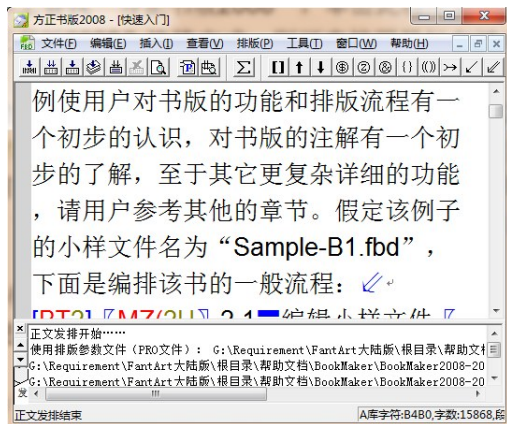 方正书版2008 - [快速入门]
文件(F) 编辑(E) 插入(I) 查看(V) 排版(P) 工具(T) 窗口(W) 帮助(H)
例使用户对书版的功能和排版流程有一
个初步的认识，对书版的注解有一个初
步的了解，至于其它更复杂详细的功能
，请用户参考其他的章节。假定该例子
的小样文件名为“Sample-B1.fbd”，
下面是编排该书的一般流程：
正文发排开始……
使用排版参数文件（PRO文件）： G:\Requirement\FantArt大陆版\根目录\帮助文
G:\Requirement\FantArt大陆版\根目录\帮助文档\BookMaker\BookMaker2008-20
G:\Requirement\FantArt大陆版\根目录\帮助文档\BookMaker\BookMaker2008-20
发
正文发排结束 A库字符:B4B0, 字数:15868,段